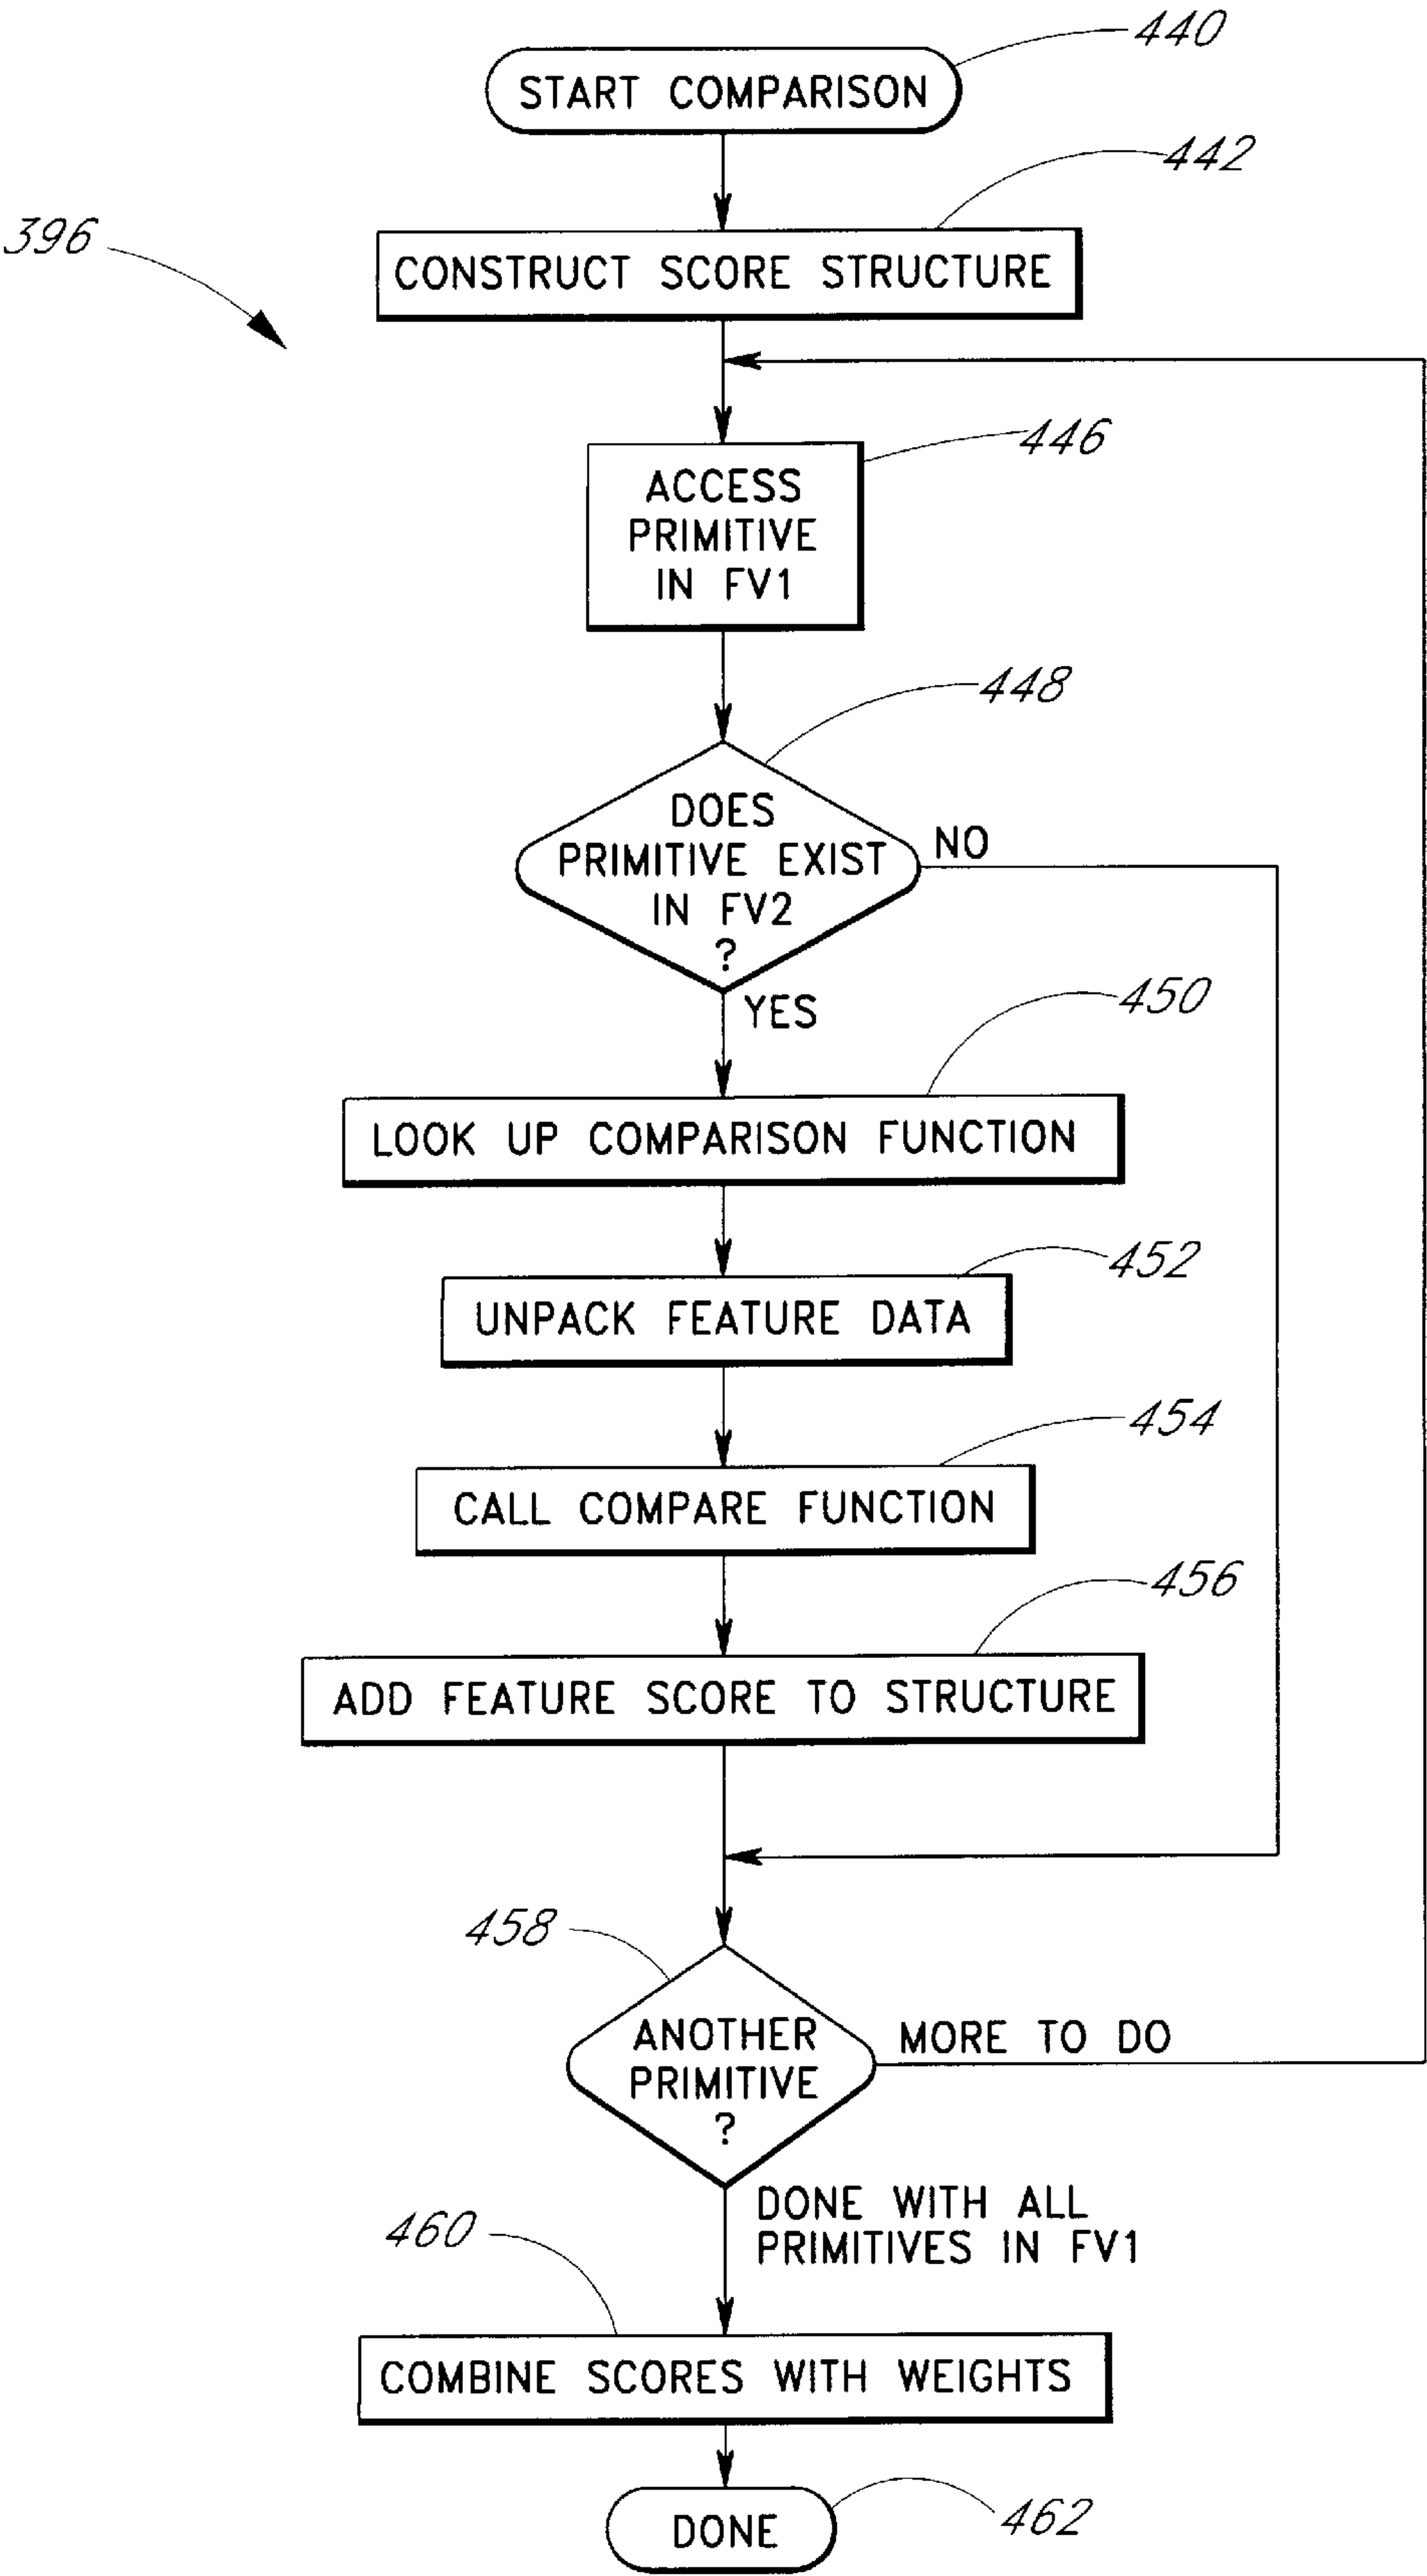 440
START COMPARISON
442
396
CONSTRUCT SCORE STRUCTURE
446
ACCESS
PRIMITIVE
IN FV1
448
DOES
PRIMITIVE EXIST
IN FV2
?
NO
YES
450
LOOK UP COMPARISON FUNCTION
452
UNPACK FEATURE DATA
454
CALL COMPARE FUNCTION
456
ADD FEATURE SCORE TO STRUCTURE
458
ANOTHER
PRIMITIVE
?
MORE TO DO
DONE WITH ALL
PRIMITIVES IN FV1
460
COMBINE SCORES WITH WEIGHTS
DONE
462